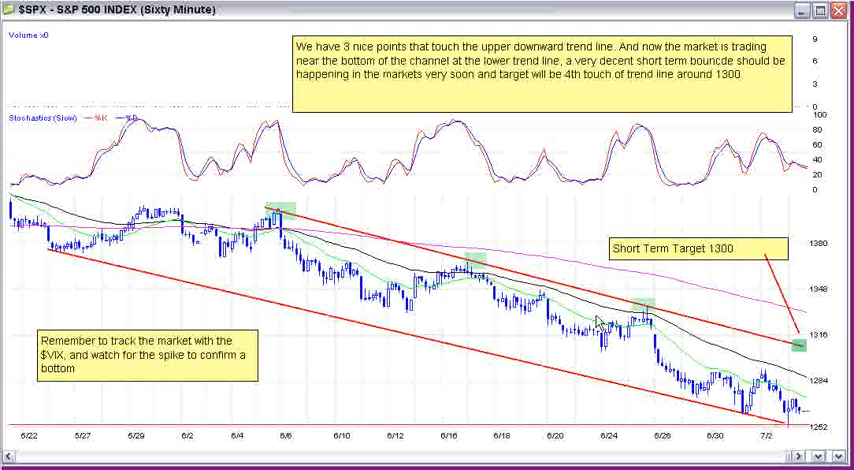 $SPX - S&P 500 INDEX (Sixty Minute)
Volume x0
We have 3 nice points that touch the upper downward trend line. And now the market is trading
near the bottom of the channel at the lower trend line, a very decent short term bouncde should be
happening in the markets very soon and target will be 4th touch of trend line around 1300
9
6
3
0
Stochastics (Slow) —%K —%D
100
80
60
40
20
0
Short Term Target 1300
1380
1348
1316
1284
1252
Remember to track the market with the
$VIX, and watch for the spike to confirm a
bottom
5/22 5/27 5/29 6/2 6/4 6/6 6/10 6/12 6/16 6/18 6/20 6/24 6/26 6/30 7/2